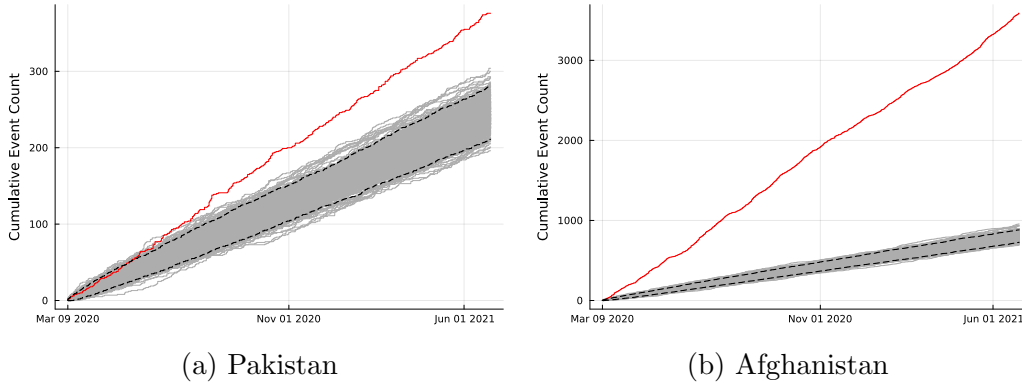 Cumulative Event Count
300
200
100
0
Mar 09 2020
Nov 01 2020
Jun 01 2021
(a) Pakistan
Cumulative Event Count
3000
2000
1000
0
Mar 09 2020
Nov 01 2020
Jun 01 2021
(b) Afghanistan